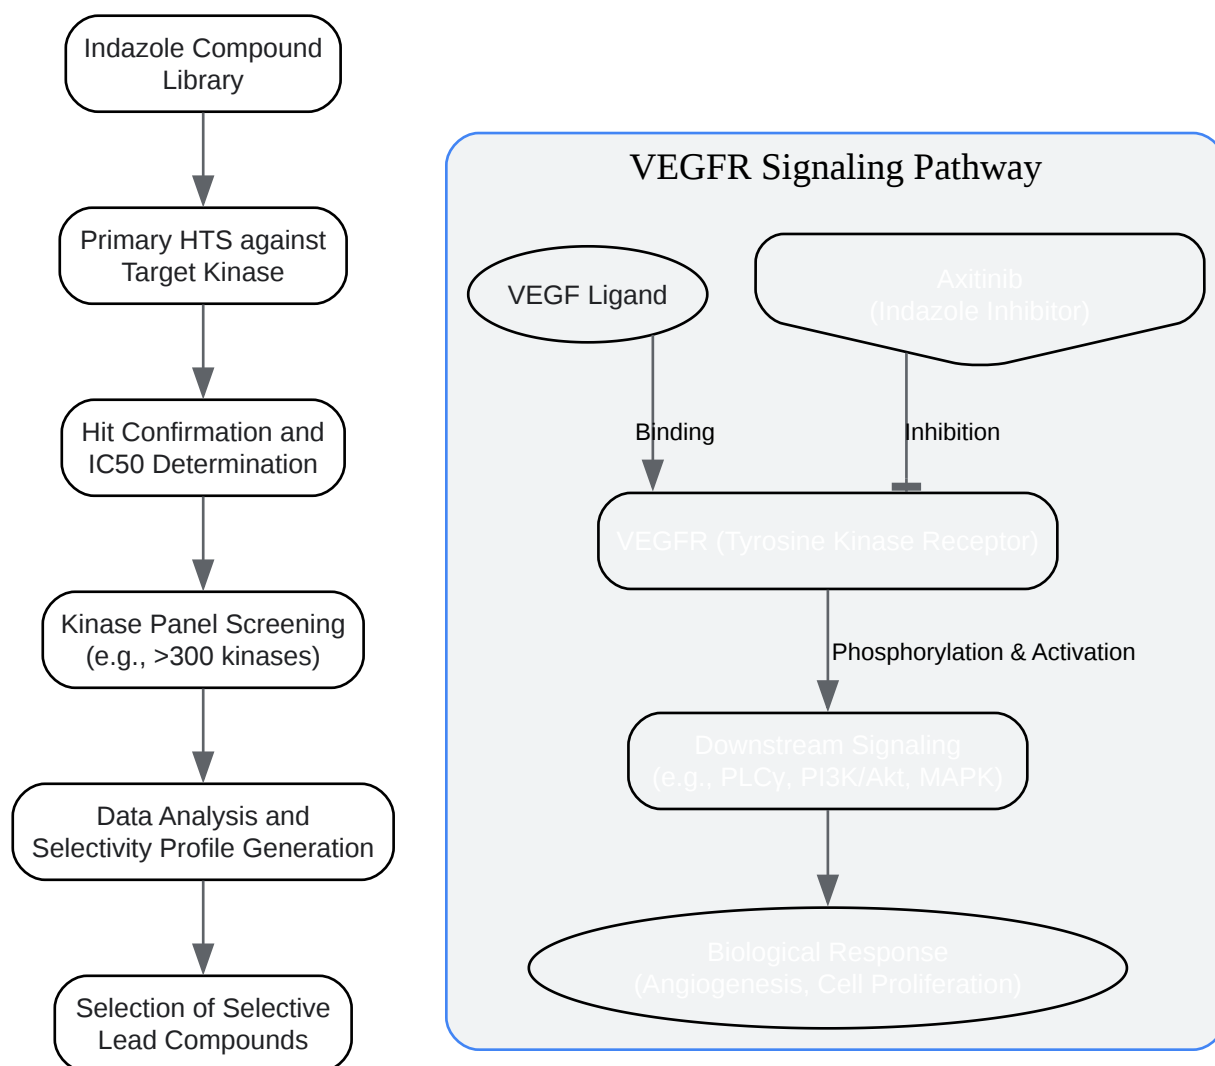 Indazole Compound
Library
Primary HTS against
Target Kinase
Hit Confirmation and
IC50 Determination
Kinase Panel Screening
(e.g., >300 kinases)
Data Analysis and
Selectivity Profile Generation
Selection of Selective
Lead Compounds
VEGFR Signaling Pathway
VEGF Ligand
Axitinib
(Indazole Inhibitor)
Binding
Inhibition
VEGFR (Tyrosine Kinase Receptor)
Phosphorylation & Activation
Downstream Signaling
(e.g., PLCγ, PI3K/Akt, MAPK)
Biological Response
(Angiogenesis, Cell Proliferation)